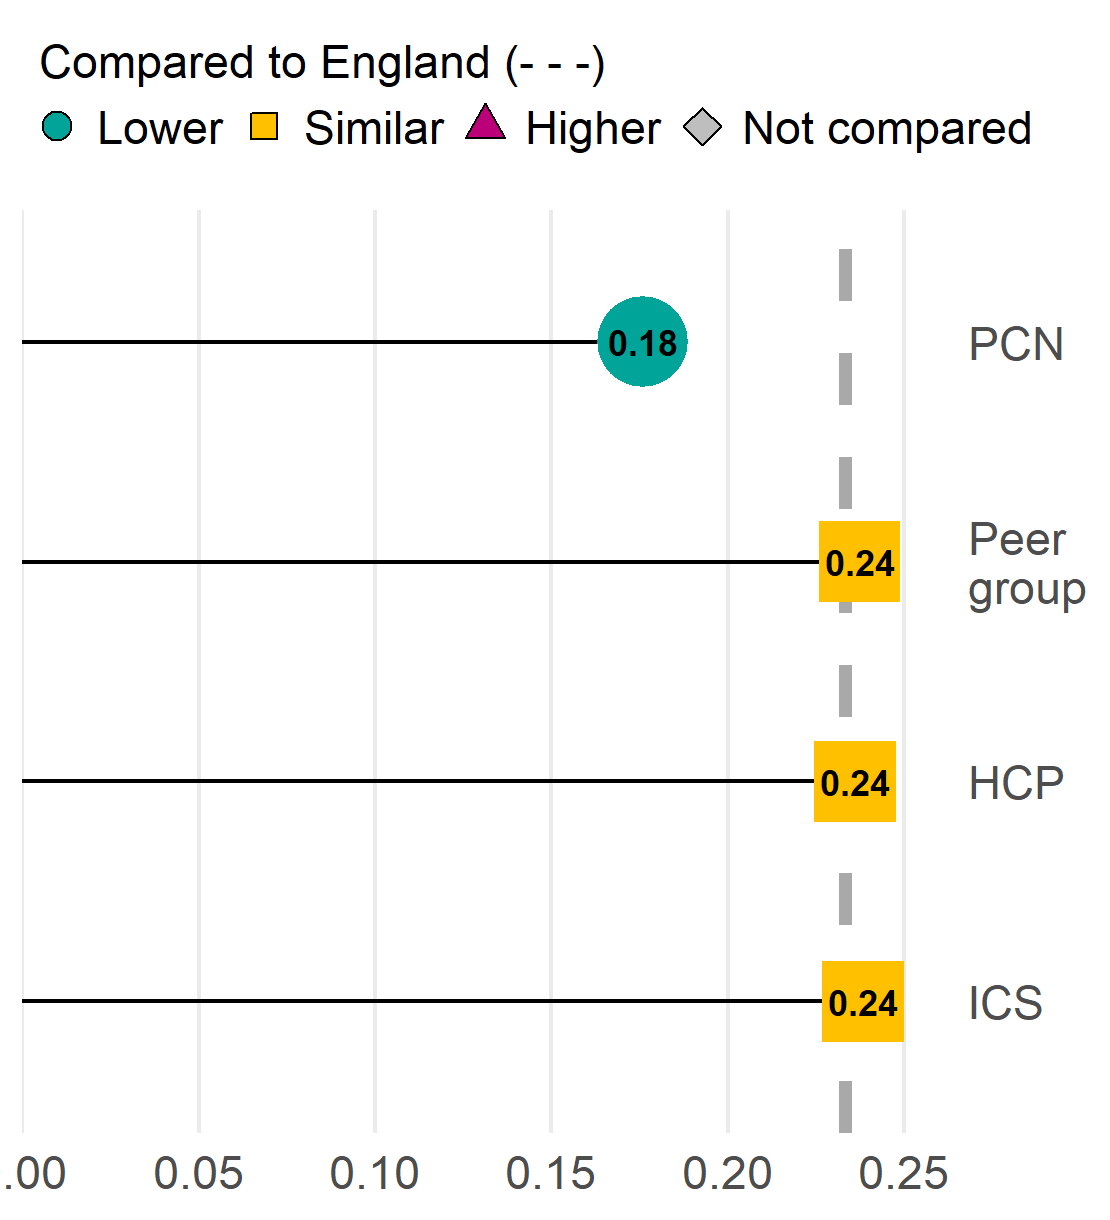 Compared to England (- - -)
Lower Similar Higher Not compared
0.18 PCN
0.24 Peer
group
0.24 HCP
0.24 ICS
.00 0.05 0.10 0.15 0.20 0.25